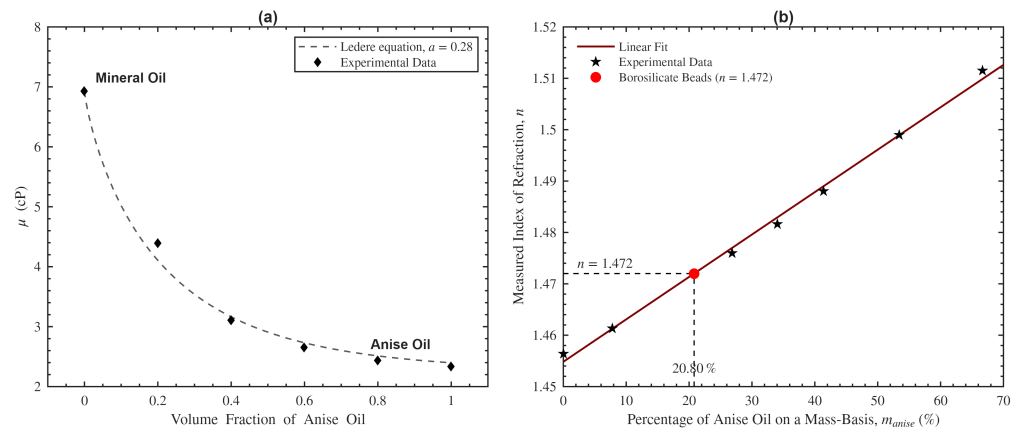 (a)
8
7
6
5
4
3
2
μ (cP)
Ledere equation, a = 0.28
Experimental Data
Mineral Oil
Anise Oil
0
0.2
0.4
0.6
0.8
1
Volume Fraction of Anise Oil
(b)
1.52
1.51
1.5
1.49
1.48
1.47
1.46
1.45
Measured Index of Refraction, n
Linear Fit
Experimental Data
Borosilicate Beads (n = 1.472)
n = 1.472
20.80 %
0
10
20
30
40
50
60
70
Percentage of Anise Oil on a Mass-Basis, manise (%)